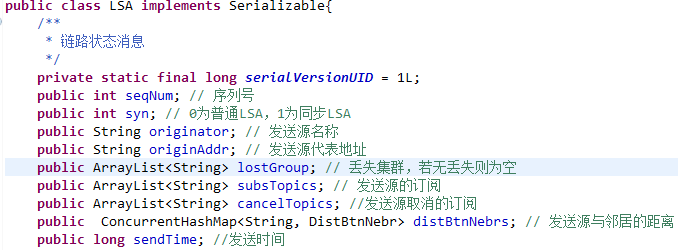 public class LSA implements Serializable{
/**
* 链路状态消息
*/
private static final long serialVersionUID = 1L;
public int seqNum; // 序列号
public int syn; // 0为普通LSA，1为同步LSA
public String originator; // 发送源名称
public String originAddr; // 发送源代表地址
public ArrayList<String> lostGroup; // 丢失集群，若无丢失则为空
public ArrayList<String> subsTopics; // 发送源的订阅
public ArrayList<String> cancelTopics; //发送源取消的订阅
public  ConcurrentHashMap<String, DistBtnNebr> distBtnNebrs; // 发送源与邻居的距离
public long sendTime; //发送时间